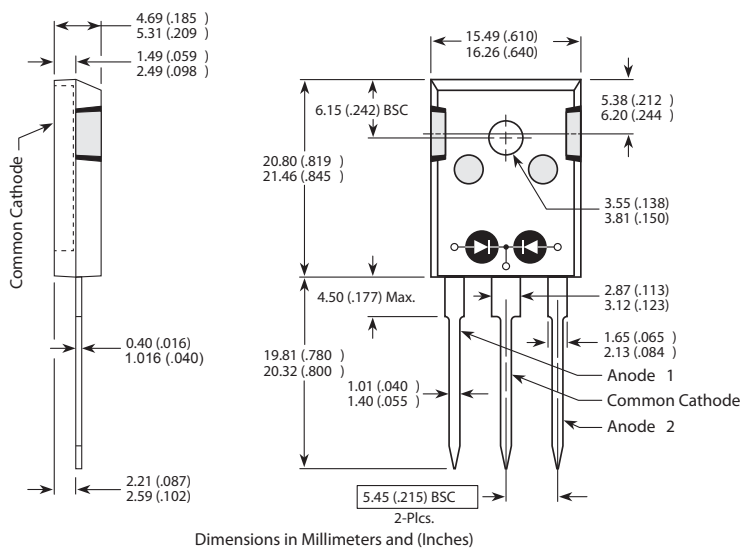 4.69 (.185 )
5.31 (.209 )
1.49 (.059 )
2.49 (.098 )
Common Cathode
0.40 (.016)
1.016 (.040)
2.21 (.087)
2.59 (.102)
15.49 (.610)
16.26 (.640)
6.15 (.242) BSC
5.38 (.212 )
6.20 (.244 )
20.80 (.819 )
21.46 (.845 )
3.55 (.138)
3.81 (.150)
4.50 (.177) Max.
2.87 (.113)
3.12 (.123)
19.81 (.780 )
20.32 (.800 )
1.65 (.065 )
2.13 (.084 )
1.01 (.040 )
1.40 (.055 )
Anode 1
Common Cathode
Anode 2
5.45 (.215) BSC
2-Plcs.
Dimensions in Millimeters and (Inches)